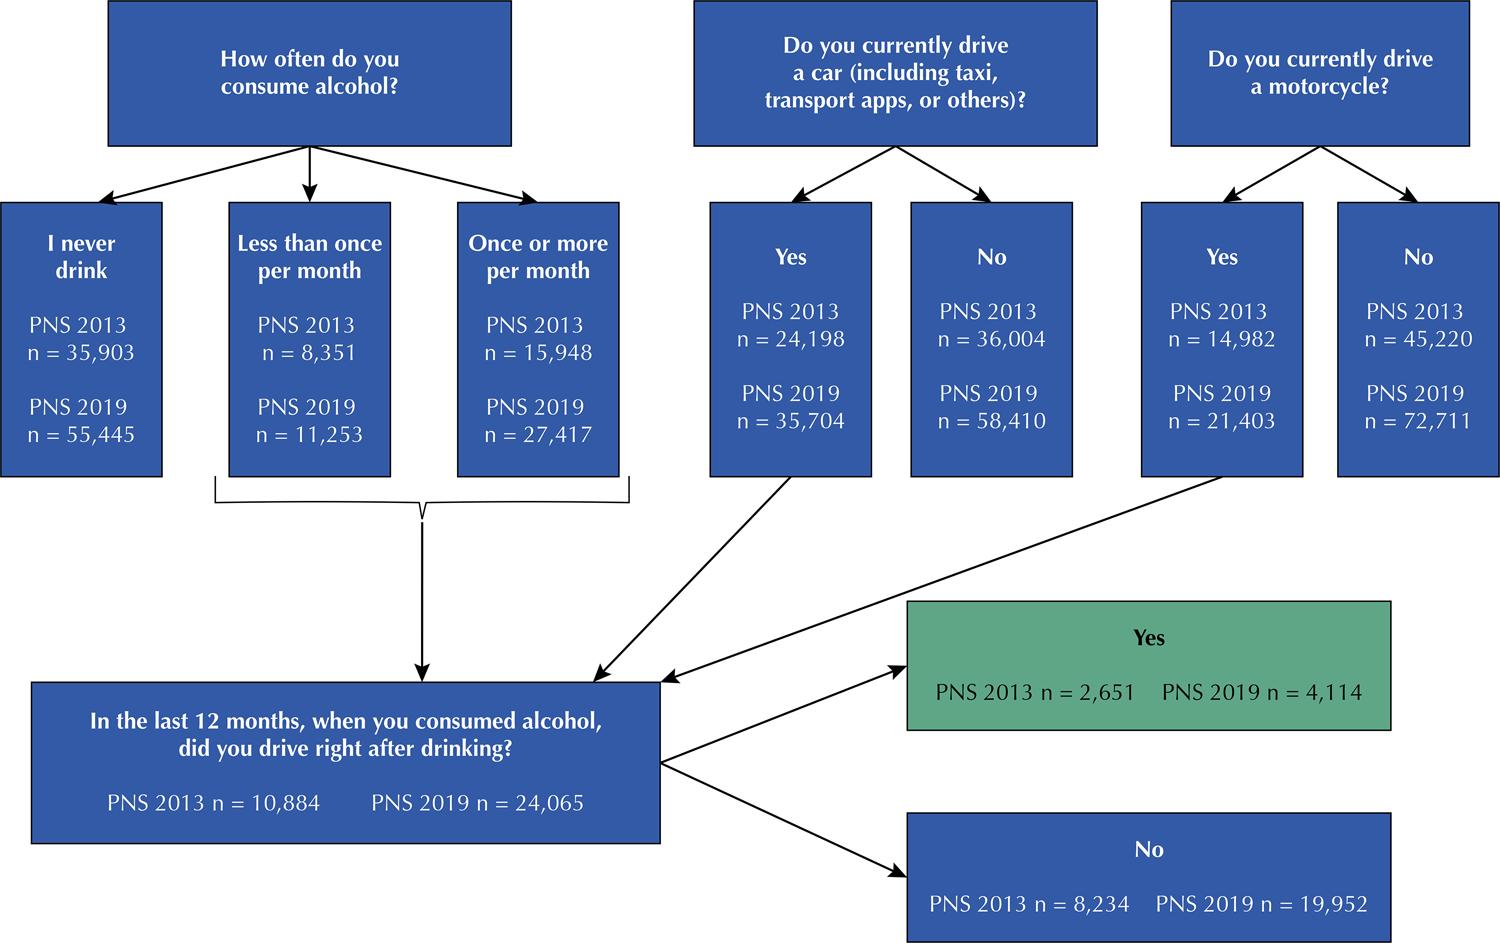 How often do you
consume alcohol?
Do you currently drive
a car (including taxi,
transport apps, or others)?
Do you currently drive
a motorcycle?
I never
drink
PNS 2013
n = 35,903
PNS 2019
n = 55,445
Less than once
per month
PNS 2013
n = 8,351
PNS 2019
n = 11,253
Once or more
per month
PNS 2013
n = 15,948
PNS 2019
n = 27,417
Yes
PNS 2013
n = 24,198
PNS 2019
n = 35,704
No
PNS 2013
n = 36,004
PNS 2019
n = 58,410
Yes
PNS 2013
n = 14,982
PNS 2019
n = 21,403
No
PNS 2013
n = 45,220
PNS 2019
n = 72,711
In the last 12 months, when you consumed alcohol,
did you drive right after drinking?
PNS 2013 n = 10,884 PNS 2019 n = 24,065
Yes
PNS 2013 n = 2,651 PNS 2019 n = 4,114
No
PNS 2013 n = 8,234 PNS 2019 n = 19,952